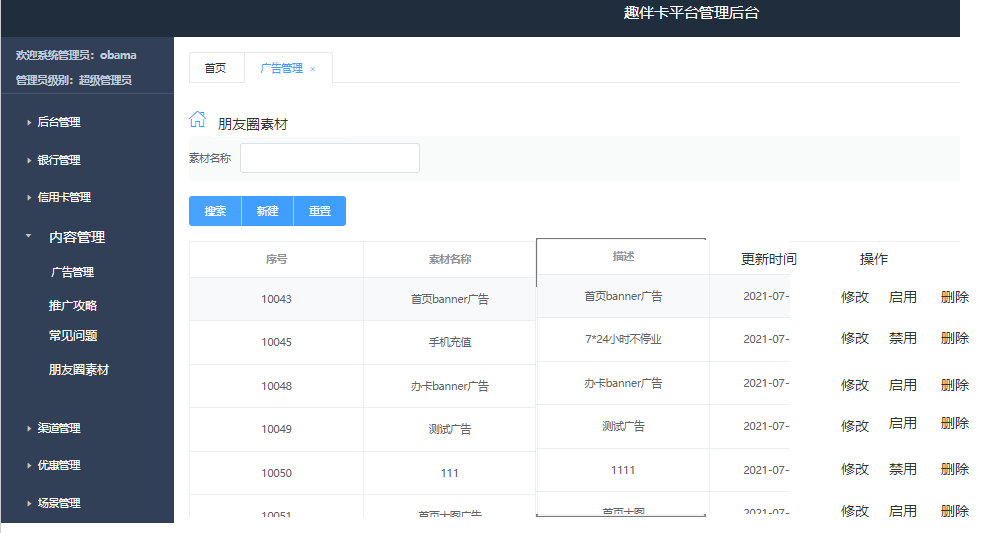 趣伴卡平台管理后台
欢迎系统管理员：obama
管理员级别：超级管理员
后台管理
银行管理
信用卡管理
内容管理
广告管理
推广攻略
常见问题
朋友圈素材
渠道管理
优惠管理
场景管理
首页 广告管理 ×
朋友圈素材
素材名称
搜索 新建 重置
序号 素材名称 描述 更新时间 操作
10043 首页banner广告 首页banner广告 2021-07- 修改 启用 删除
10045 手机充值 7*24小时不停业 2021-07- 修改 禁用 删除
10048 办卡banner广告 办卡banner广告 2021-07- 修改 启用 删除
10049 测试广告 测试广告 2021-07- 修改 启用 删除
10050 111 1111 2021-07- 修改 禁用 删除
10051 首页大图广告 首页大图 2021-07- 修改 启用 删除